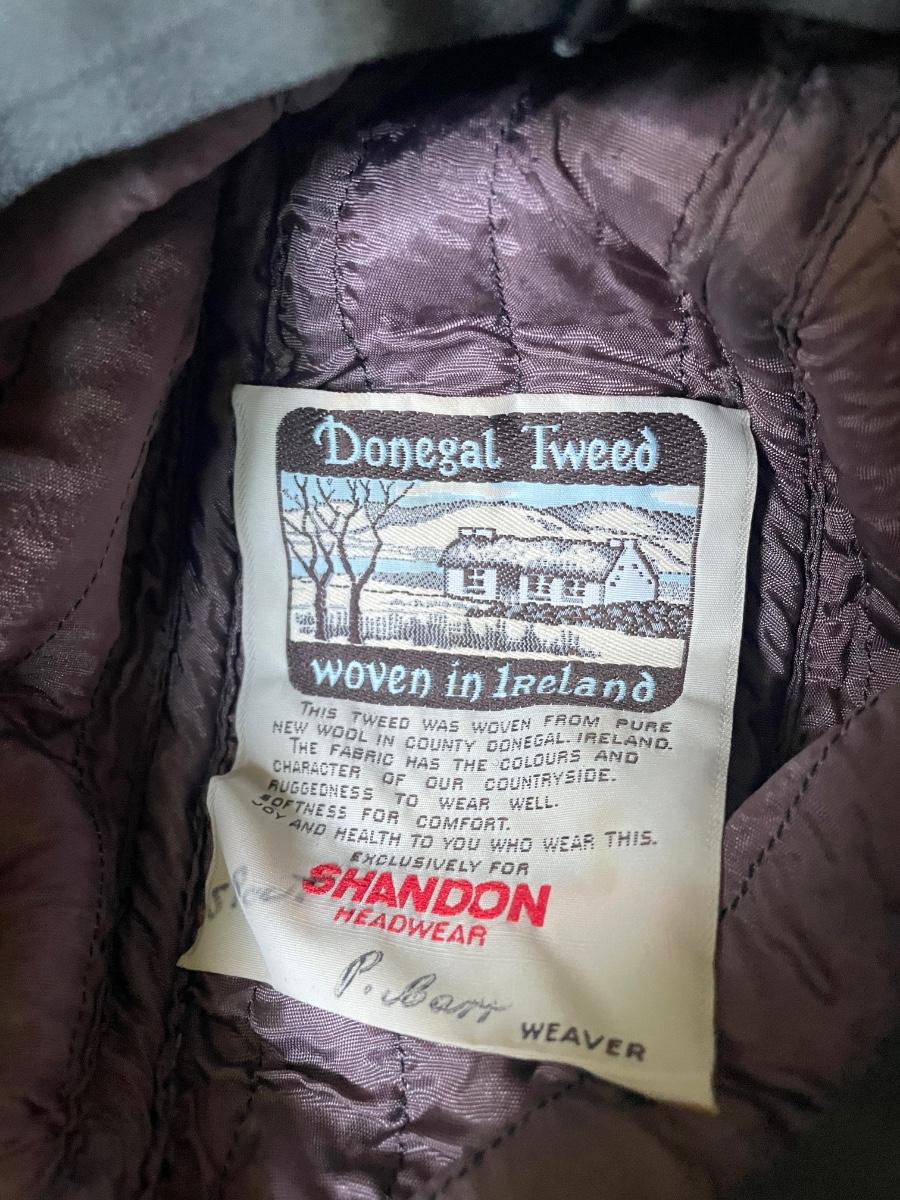 Donegal Tweed
woven in Ireland
THIS TWEED WAS WOVEN FROM PURE
NEW WOOL IN COUNTY DONEGAL. IRELAND.
THE FABRIC HAS THE COLOURS AND
CHARACTER OF OUR COUNTRYSIDE.
RUGGEDNESS TO WEAR WELL.
SOFTNESS FOR COMFORT.
JOY AND HEALTH TO YOU WHO WEAR THIS.
EXCLUSIVELY FOR
SHANDON
HEADWEAR
P. Barr
WEAVER